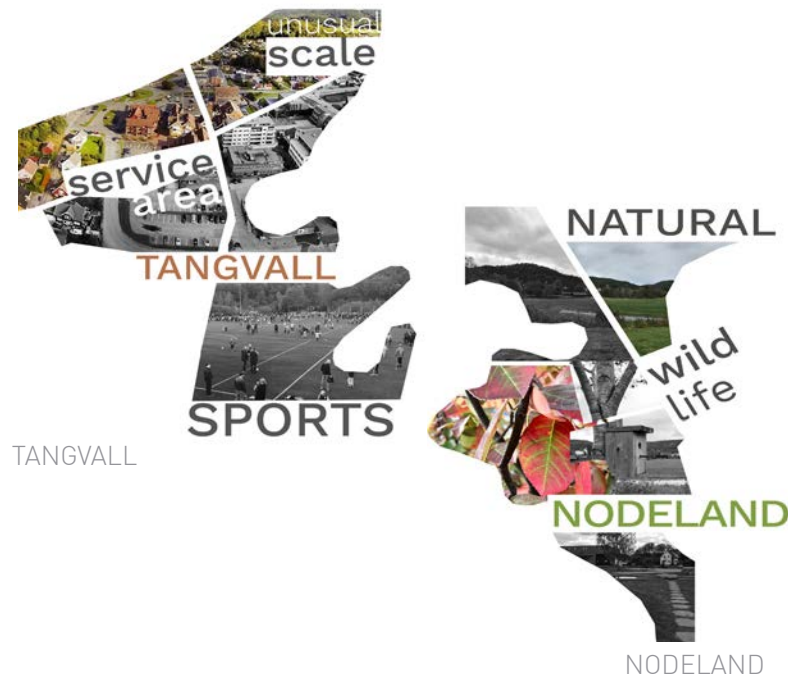 unusual
scale
service
area
TANGVALL
SPORTS
TANGVALL
NATURAL
wild
life
NODELAND
NODELAND